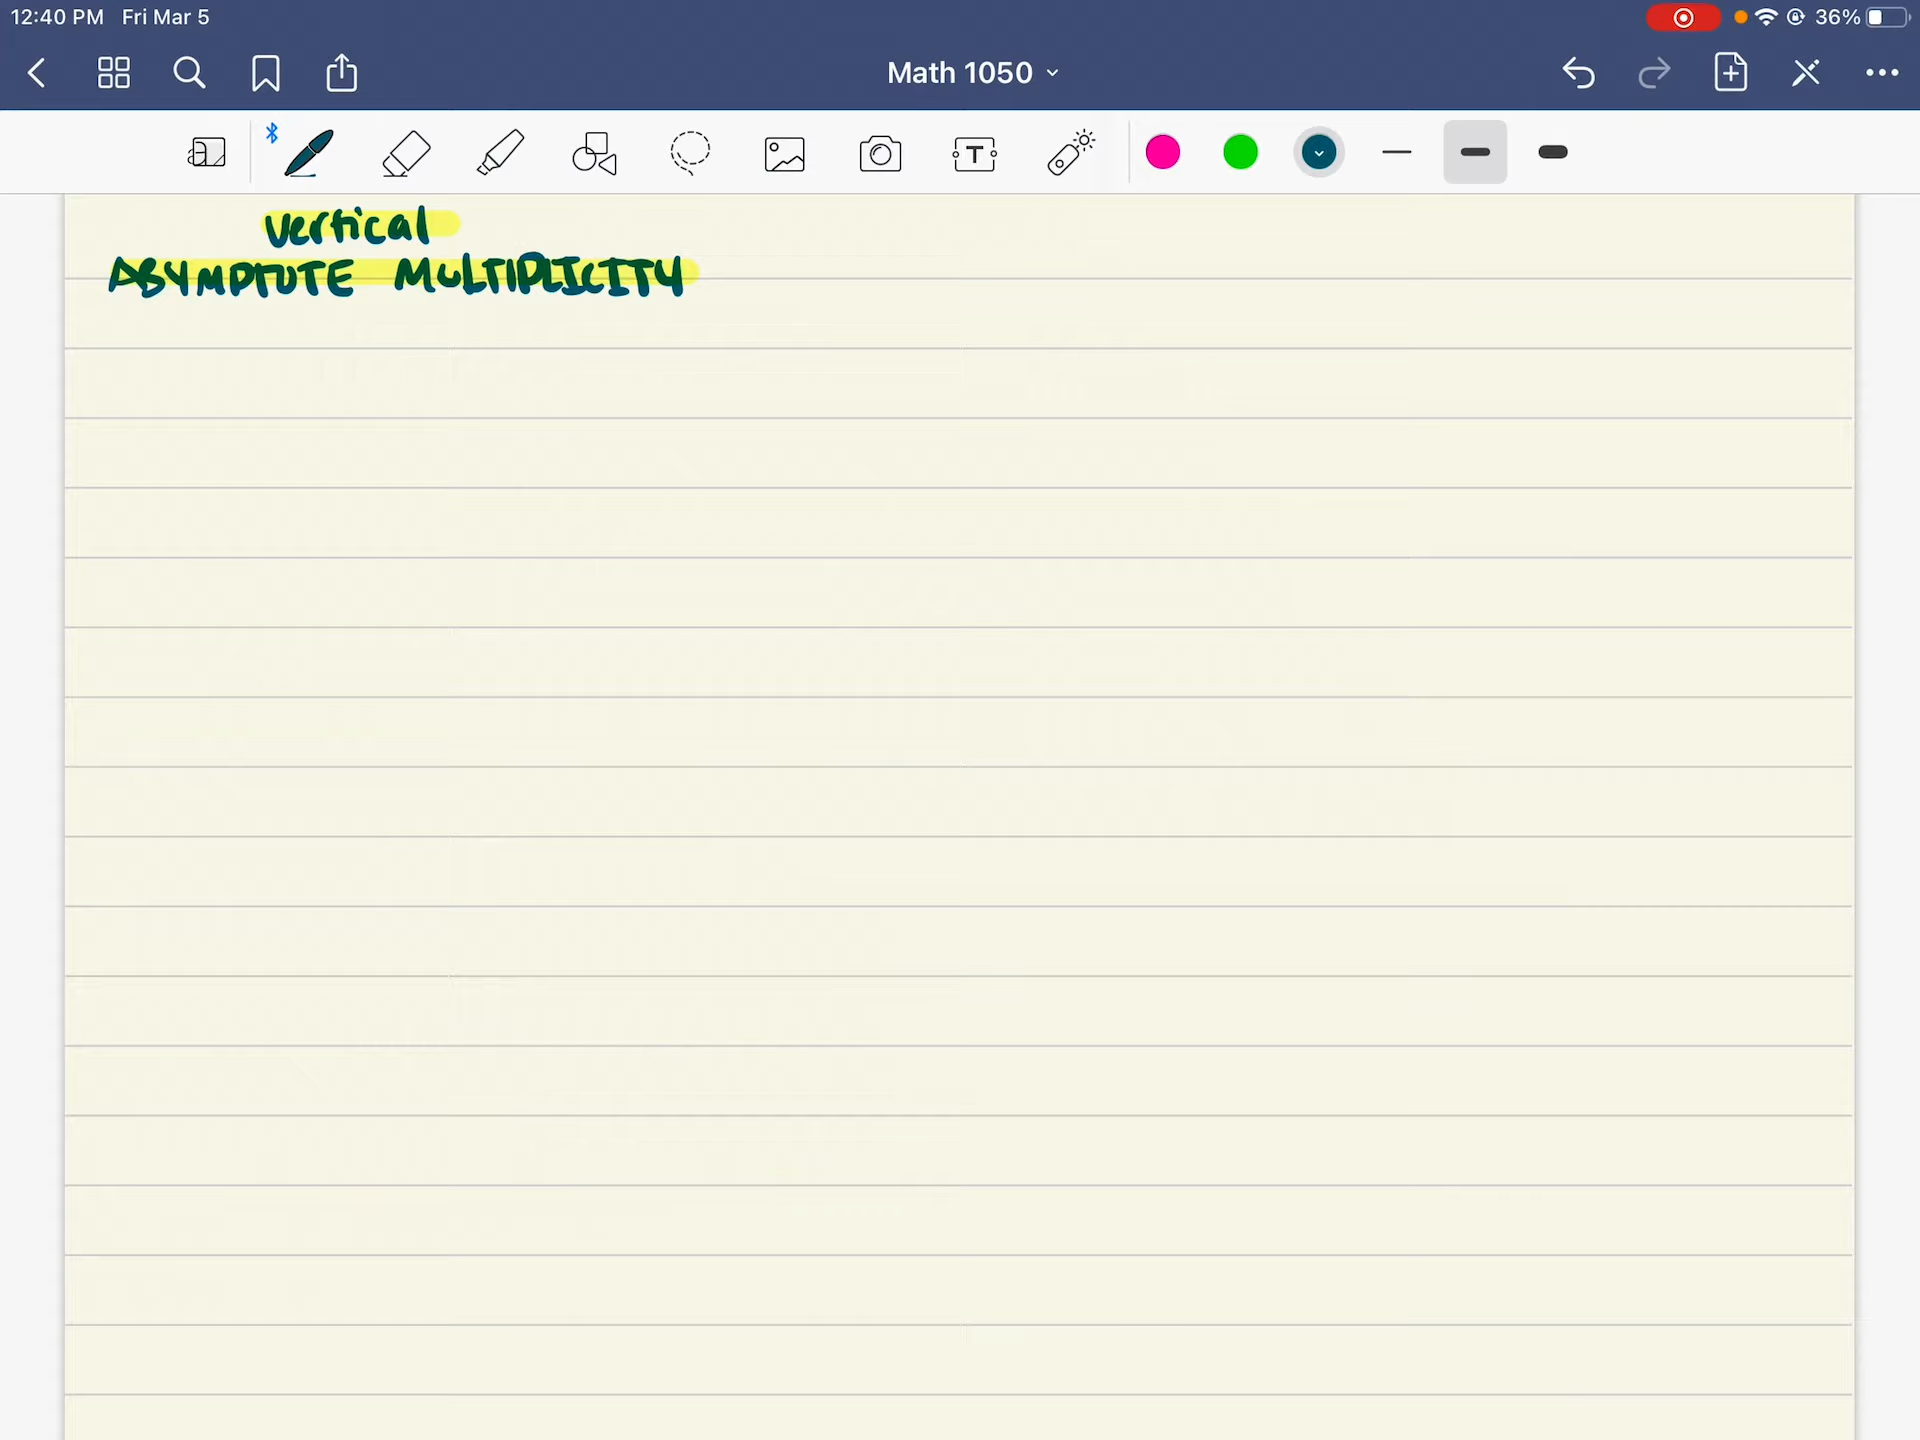 12:40 PM Fri Mar 5
36%
Math 1050
a
T
vertical
ASYMPTOTE MULTIPLICITY